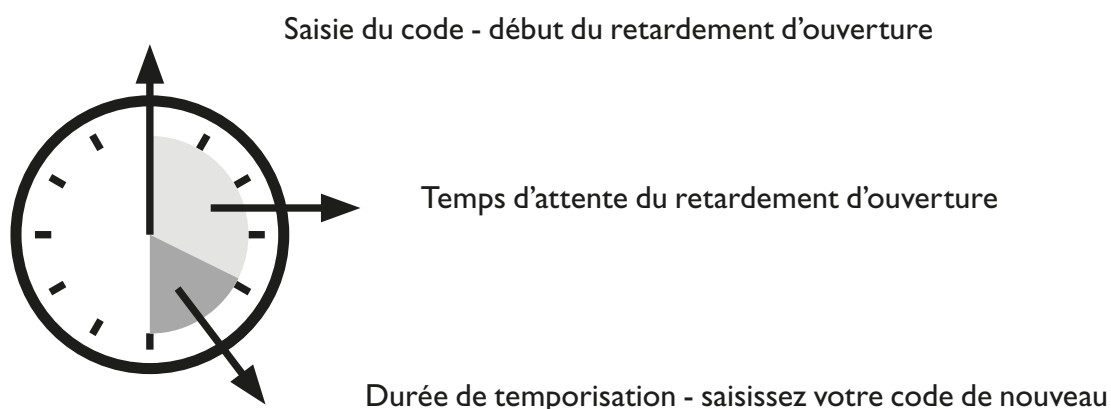 Saisie du code - début du retardement d’ouverture
Temps d’attente du retardement d’ouverture
Durée de temporisation - saisissez votre code de nouveau